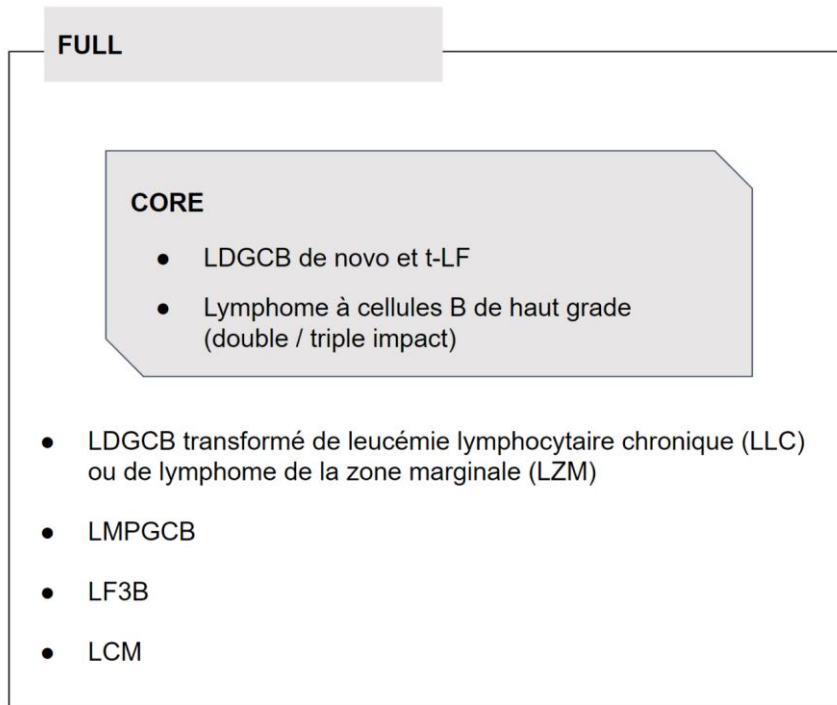 FULL
CORE
● LDGCB de novo et t-LF
● Lymphome à cellules B de haut grade
(double / triple impact)
● LDGCB transformé de leucémie lymphocytaire chronique (LLC)
ou de lymphome de la zone marginale (LZM)
● LMPGCB
● LF3B
● LCM